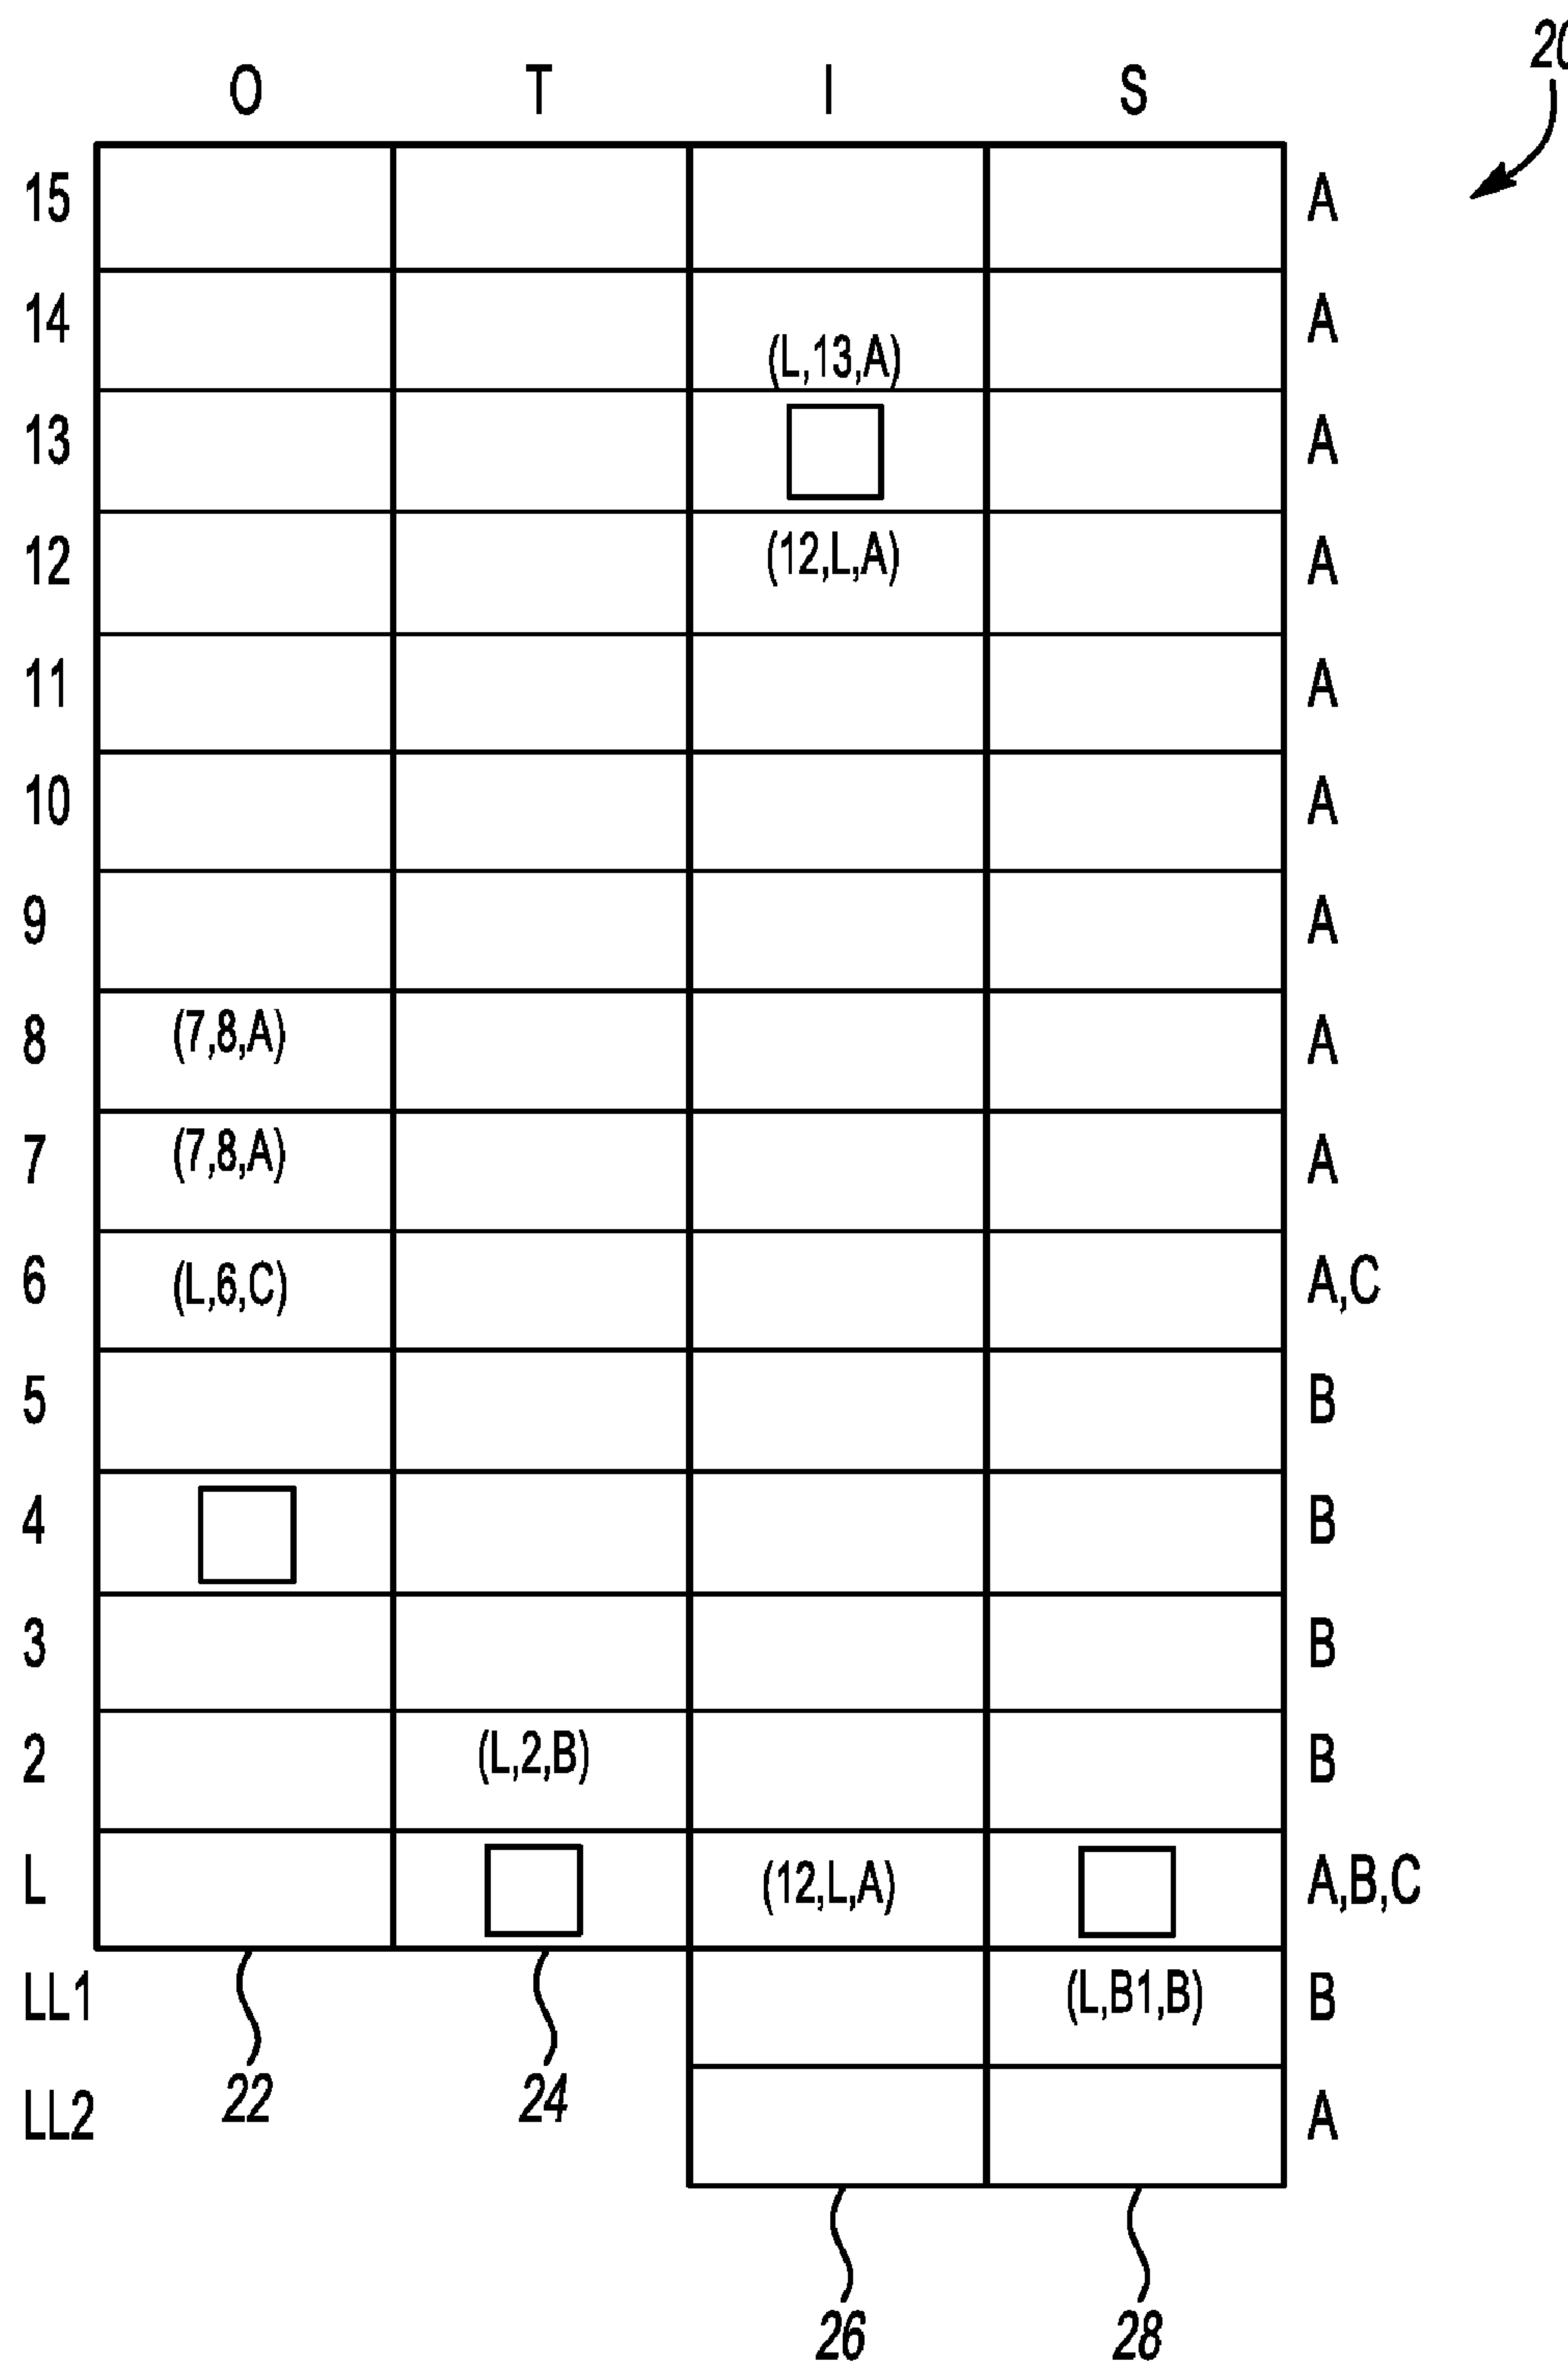 20
O T I S
15 A
14 A
(L,13,A)
13 A
12 (12,L,A) A
11 A
10 A
9 A
8 (7,8,A) A
7 (7,8,A) A
6 (L,6,C) A,C
5 B
4 B
3 B
2 (L,2,B) B
L (12,L,A) A,B,C
LL1 (L,B1,B) B
22 24
LL2 A
26 28